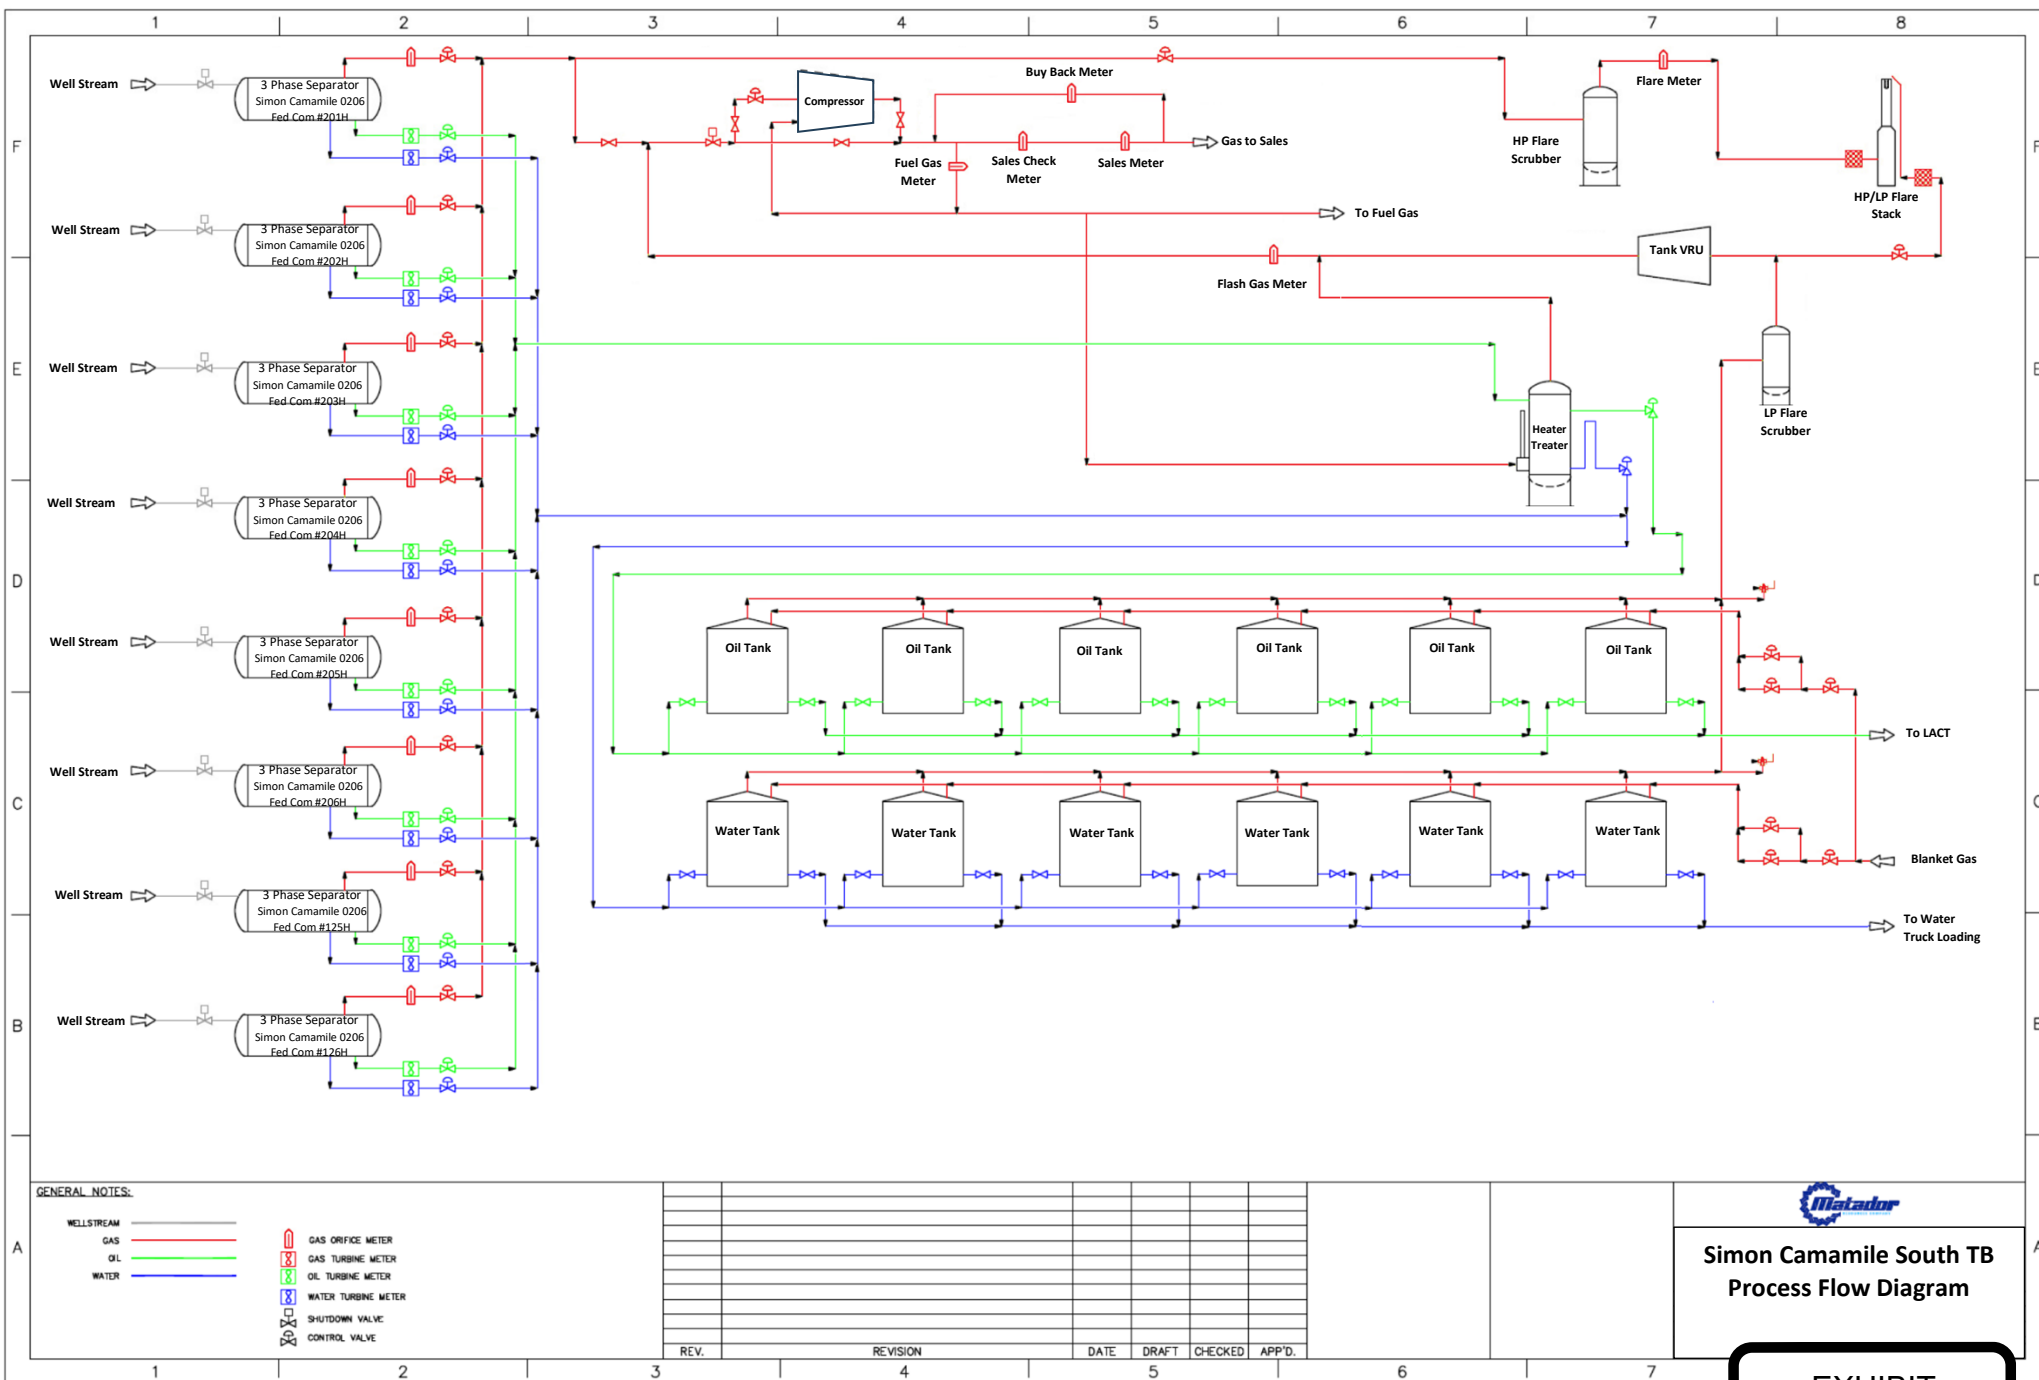 1 2 3 4 5 6 7 8
F
E
D
C
B
A
F
E
D
C
E
A
Well Stream
3 Phase Separator
Simon Camamile 0206
Fed Com #201H
Well Stream
3 Phase Separator
Simon Camamile 0206
Fed Com #202H
Well Stream
3 Phase Separator
Simon Camamile 0206
Fed Com #203H
Well Stream
3 Phase Separator
Simon Camamile 0206
Fed Com #204H
Well Stream
3 Phase Separator
Simon Camamile 0206
Fed Com #205H
Well Stream
3 Phase Separator
Simon Camamile 0206
Fed Com #206H
Well Stream
3 Phase Separator
Simon Camamile 0206
Fed Com #125H
Well Stream
3 Phase Separator
Simon Camamile 0206
Fed Com #126H
Compressor
Buy Back Meter
Gas to Sales
Fuel Gas
Meter
Sales Check
Meter
Sales Meter
To Fuel Gas
HP Flare
Scrubber
Flare Meter
HP/LP Flare
Stack
Tank VRU
Flash Gas Meter
LP Flare
Scrubber
Heater
Treater
Oil Tank
Oil Tank
Oil Tank
Oil Tank
Oil Tank
Oil Tank
To LACT
Water Tank
Water Tank
Water Tank
Water Tank
Water Tank
Water Tank
Blanket Gas
To Water
Truck Loading
GENERAL NOTES:
WELLSTREAM
GAS
OIL
WATER
GAS ORIFICE METER
GAS TURBINE METER
OIL TURBINE METER
WATER TURBINE METER
SHUTDOWN VALVE
CONTROL VALVE
REV. REVISION DATE DRAFT CHECKED APP'D.
Matador
Simon Camamile South TB
Process Flow Diagram
EXHIBIT
1 2 3 4 5 6 7